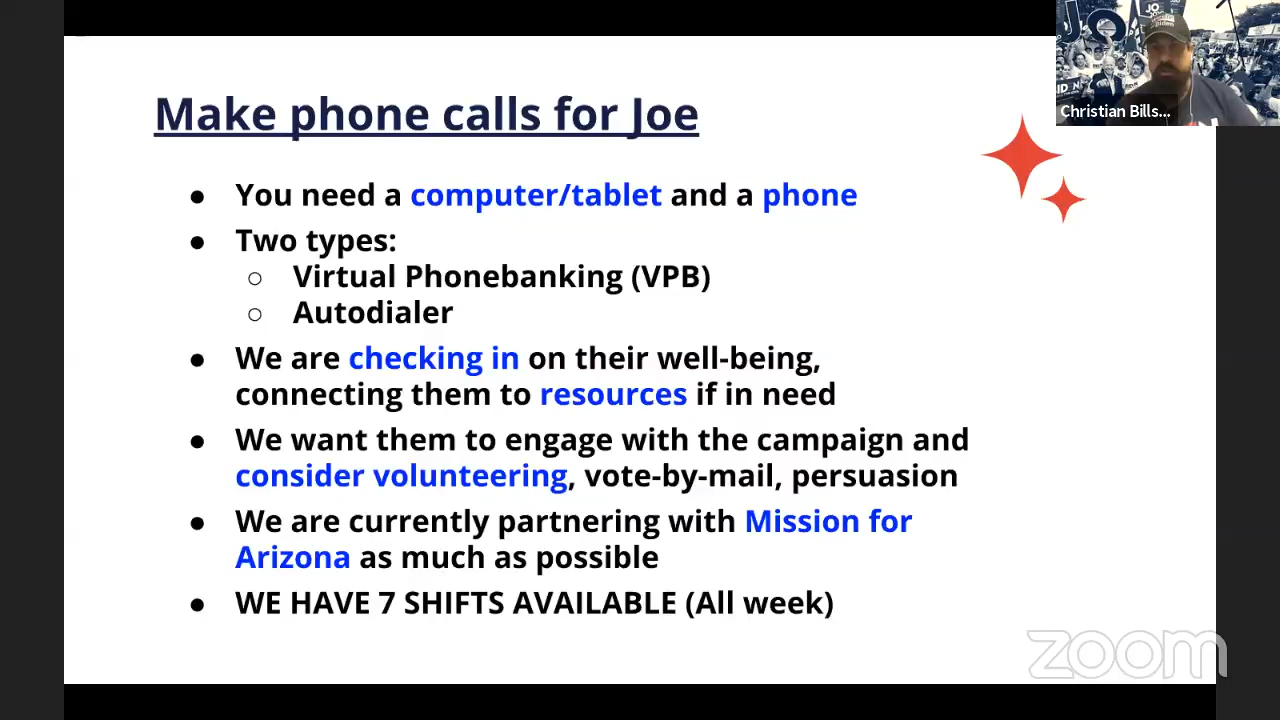 Make phone calls for Joe
● You need a computer/tablet and a phone
● Two types:
○ Virtual Phonebanking (VPB)
○ Autodialer
● We are checking in on their well-being,
connecting them to resources if in need
● We want them to engage with the campaign and
consider volunteering, vote-by-mail, persuasion
● We are currently partnering with Mission for
Arizona as much as possible
● WE HAVE 7 SHIFTS AVAILABLE (All week)
JO
Jo
Biden
Christian Bills...
zoom